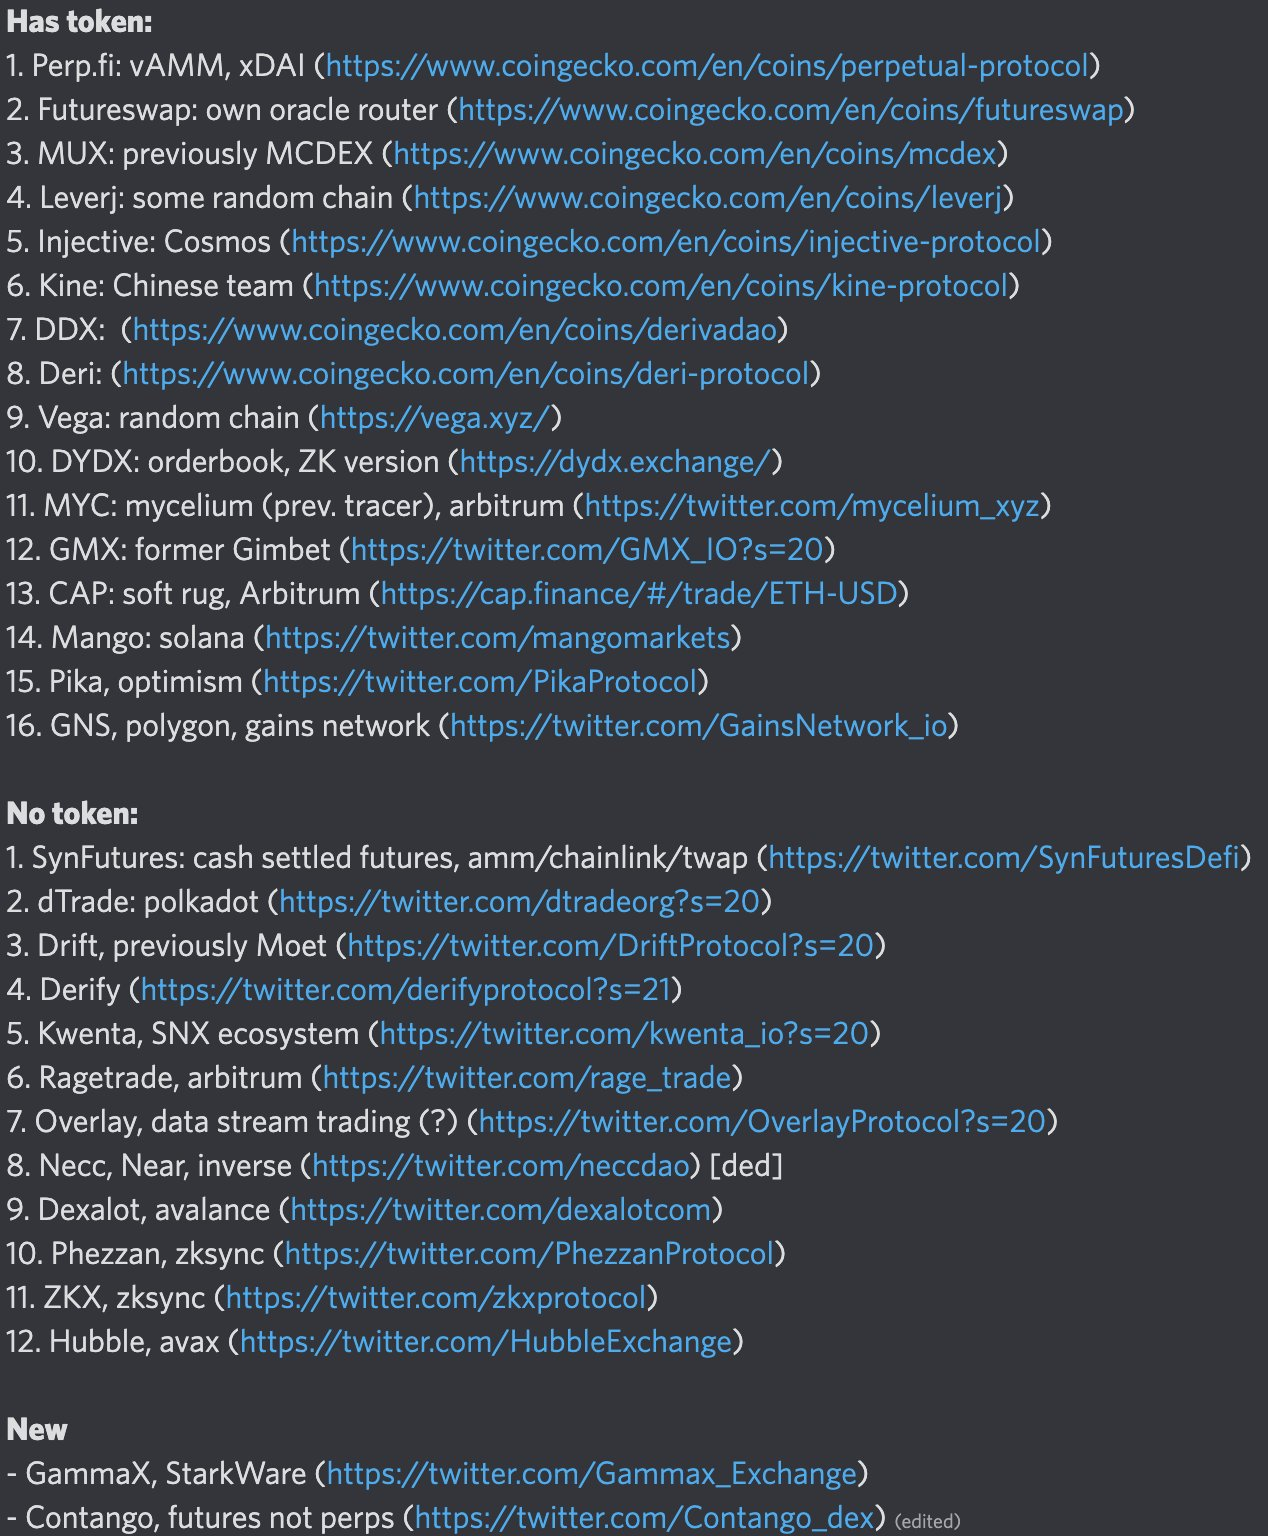 Has token:
1. Perp.fi: vAMM, xDAI (https://www.coingecko.com/en/coins/perpetual-protocol)
2. Futureswap: own oracle router (https://www.coingecko.com/en/coins/futureswap)
3. MUX: previously MCDEX (https://www.coingecko.com/en/coins/mcdex)
4. Leverj: some random chain (https://www.coingecko.com/en/coins/leverj)
5. Injective: Cosmos (https://www.coingecko.com/en/coins/injective-protocol)
6. Kine: Chinese team (https://www.coingecko.com/en/coins/kine-protocol)
7. DDX:  (https://www.coingecko.com/en/coins/derivadao)
8. Deri: (https://www.coingecko.com/en/coins/deri-protocol)
9. Vega: random chain (https://vega.xyz/)
10. DYDX: orderbook, ZK version (https://dydx.exchange/)
11. MYC: mycelium (prev. tracer), arbitrum (https://twitter.com/mycelium_xyz)
12. GMX: former Gimbet (https://twitter.com/GMX_IO?s=20)
13. CAP: soft rug, Arbitrum (https://cap.finance/#/trade/ETH-USD)
14. Mango: solana (https://twitter.com/mangomarkets)
15. Pika, optimism (https://twitter.com/PikaProtocol)
16. GNS, polygon, gains network (https://twitter.com/GainsNetwork_io)

No token:
1. SynFutures: cash settled futures, amm/chainlink/twap (https://twitter.com/SynFuturesDefi)
2. dTrade: polkadot (https://twitter.com/dtradeorg?s=20)
3. Drift, previously Moet (https://twitter.com/DriftProtocol?s=20)
4. Derify (https://twitter.com/derifyprotocol?s=21)
5. Kwenta, SNX ecosystem (https://twitter.com/kwenta_io?s=20)
6. Ragetrade, arbitrum (https://twitter.com/rage_trade)
7. Overlay, data stream trading (?) (https://twitter.com/OverlayProtocol?s=20)
8. Necc, Near, inverse (https://twitter.com/neccdao) [ded]
9. Dexalot, avalance (https://twitter.com/dexalotcom)
10. Phezzan, zksync (https://twitter.com/PhezzanProtocol)
11. ZKX, zksync (https://twitter.com/zkxprotocol)
12. Hubble, avax (https://twitter.com/HubbleExchange)

New
- GammaX, StarkWare (https://twitter.com/Gammax_Exchange)
- Contango, futures not perps (https://twitter.com/Contango_dex) (edited)